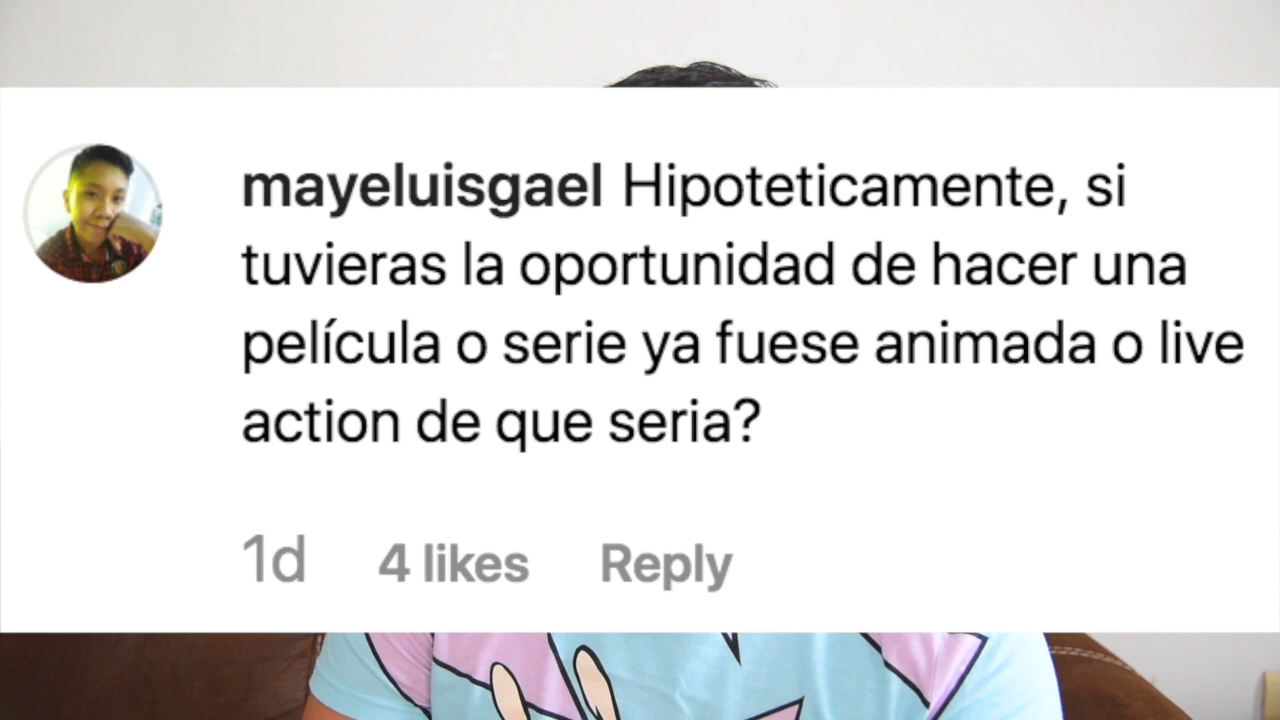 mayeluisgael Hipoteticamente, si
tuvieras la oportunidad de hacer una
película o serie ya fuese animada o live
action de que seria?
1d 4 likes Reply